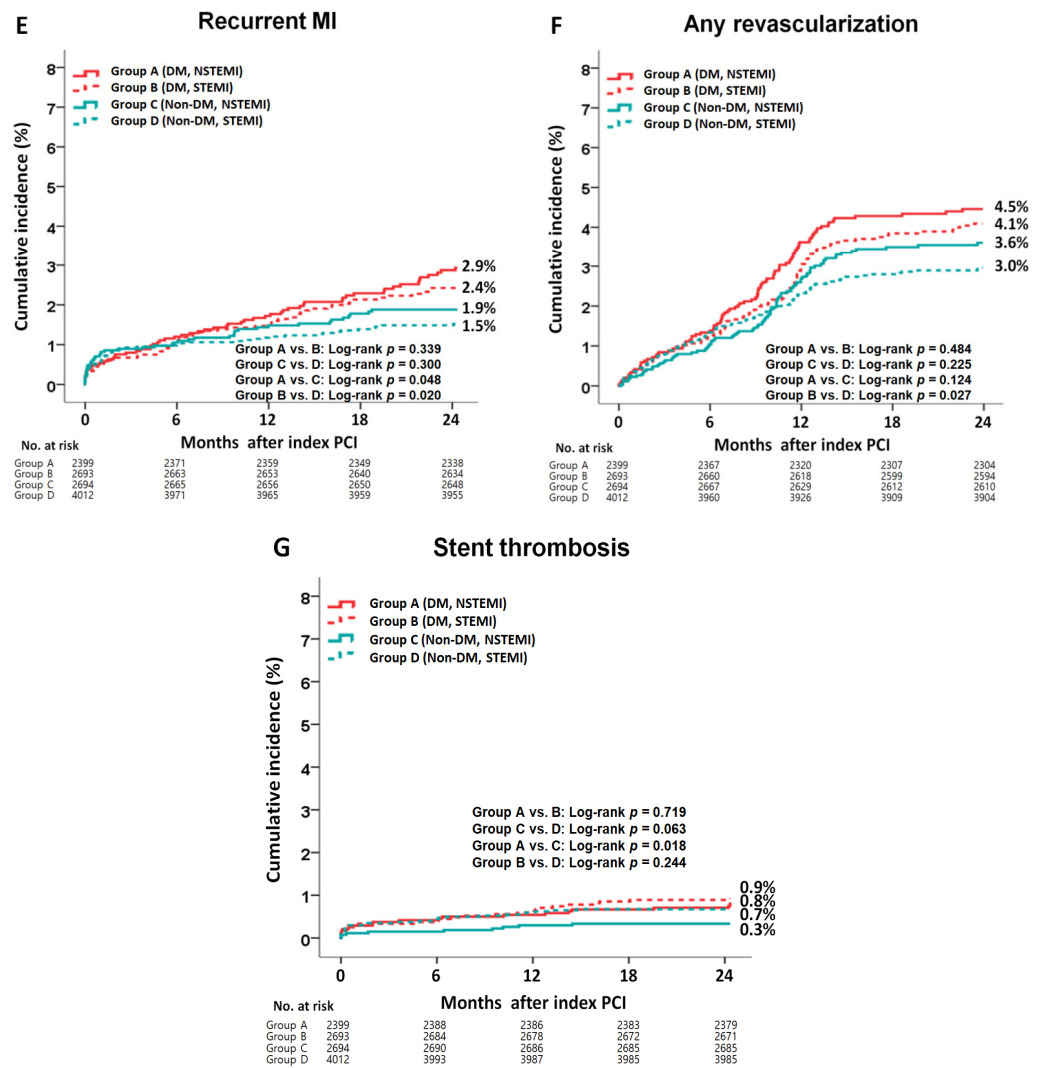 E
Recurrent MI
Cumulative incidence (%)
8
7
6
5
4
3
2
1
0
Group A (DM, NSTEMI)
Group B (DM, STEMI)
Group C (Non-DM, NSTEMI)
Group D (Non-DM, STEMI)
2.9%
2.4%
1.9%
1.5%
Group A vs. B: Log-rank p = 0.339
Group C vs. D: Log-rank p = 0.300
Group A vs. C: Log-rank p = 0.048
Group B vs. D: Log-rank p = 0.020
0 6 12 18 24
Months after index PCI
No. at risk
Group A 2399 2371 2359 2349 2338
Group B 2693 2663 2653 2640 2634
Group C 2694 2665 2656 2650 2648
Group D 4012 3971 3965 3959 3955
F
Any revascularization
Cumulative incidence (%)
8
7
6
5
4
3
2
1
0
Group A (DM, NSTEMI)
Group B (DM, STEMI)
Group C (Non-DM, NSTEMI)
Group D (Non-DM, STEMI)
4.5%
4.1%
3.6%
3.0%
Group A vs. B: Log-rank p = 0.484
Group C vs. D: Log-rank p = 0.225
Group A vs. C: Log-rank p = 0.124
Group B vs. D: Log-rank p = 0.027
0 6 12 18 24
Months after index PCI
No. at risk
Group A 2399 2367 2320 2307 2304
Group B 2693 2660 2618 2599 2594
Group C 2694 2667 2629 2612 2610
Group D 4012 3960 3926 3909 3904
G
Stent thrombosis
Cumulative incidence (%)
8
7
6
5
4
3
2
1
0
Group A (DM, NSTEMI)
Group B (DM, STEMI)
Group C (Non-DM, NSTEMI)
Group D (Non-DM, STEMI)
Group A vs. B: Log-rank p = 0.719
Group C vs. D: Log-rank p = 0.063
Group A vs. C: Log-rank p = 0.018
Group B vs. D: Log-rank p = 0.244
0.9%
0.8%
0.7%
0.3%
0 6 12 18 24
Months after index PCI
No. at risk
Group A 2399 2388 2386 2383 2379
Group B 2693 2684 2678 2672 2671
Group C 2694 2690 2686 2685 2685
Group D 4012 3993 3987 3985 3985